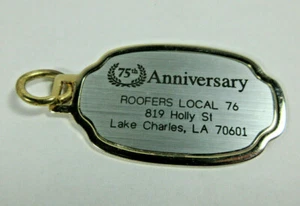 75th Anniversary
ROOFERS LOCAL 76
819 Holly St
Lake Charles, LA 70601